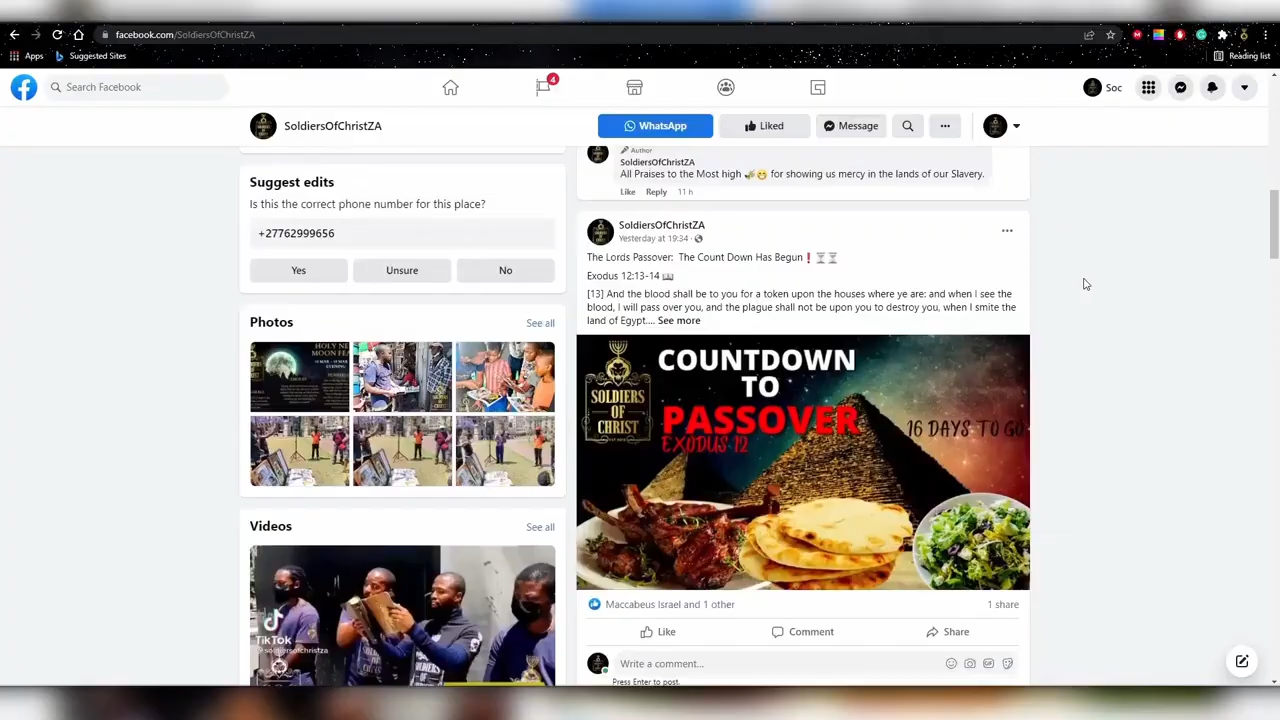 facebook.com/SoldiersOfChristZA
Reading list
Apps
Suggested Sites
Search Facebook
4
Soc
SoldiersOfChristZA
WhatsApp
Liked
Message
Suggest edits
Is this the correct phone number for this place?
+27762999656
Yes
Unsure
No
Photos
See all
HOLY NE
MOON FEA
Videos
See all
TikTok
@soldiersofchristza
Author
SoldiersOfChristZA
All Praises to the Most high for showing us mercy in the lands of our Slavery.
Like Reply 11 h
SoldiersOfChristZA
Yesterday at 19:34
The Lords Passover: The Count Down Has Begun❗⏳⏳
Exodus 12:13-14
[13] And the blood shall be to you for a token upon the houses where ye are: and when I see the
blood, I will pass over you, and the plague shall not be upon you to destroy you, when I smite the
land of Egypt.... See more
COUNTDOWN
TO
PASSOVER
EXODUS 12
SOLDIERS
OF
CHRIST
16 DAYS TO GO
Maccabeus Israel and 1 other
1 share
Like
Comment
Share
Write a comment...
Press Enter to post.